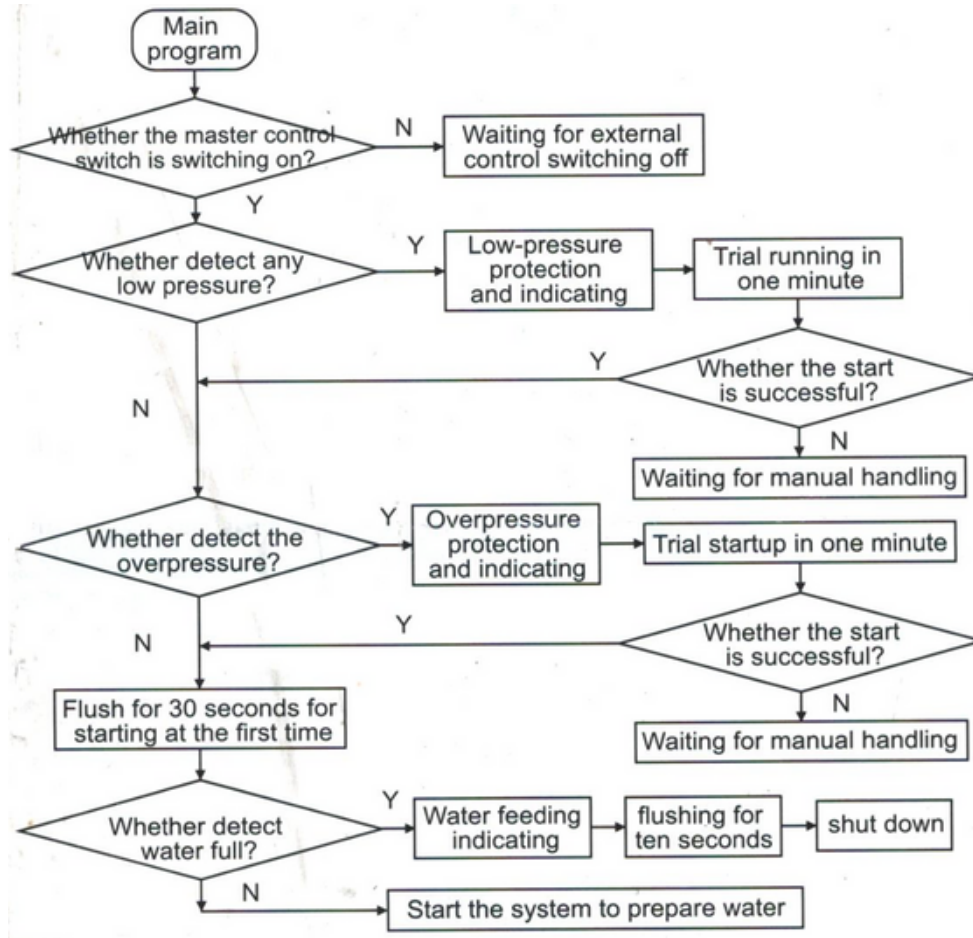 Main
program
Whether the master control
switch is switching on?
N
Waiting for external
control switching off
Y
Whether detect any
low pressure?
Y
Low-pressure
protection
and indicating
Trial running in
one minute
Y
Whether the start
is successful?
N
N
Waiting for manual handling
Whether detect the
overpressure?
Y
Overpressure
protection
and indicating
Trial startup in one minute
N
Y
Whether the start
is successful?
Flush for 30 seconds for
starting at the first time
N
Waiting for manual handling
Whether detect
water full?
Y
Water feeding
indicating
flushing for
ten seconds
shut down
N
Start the system to prepare water